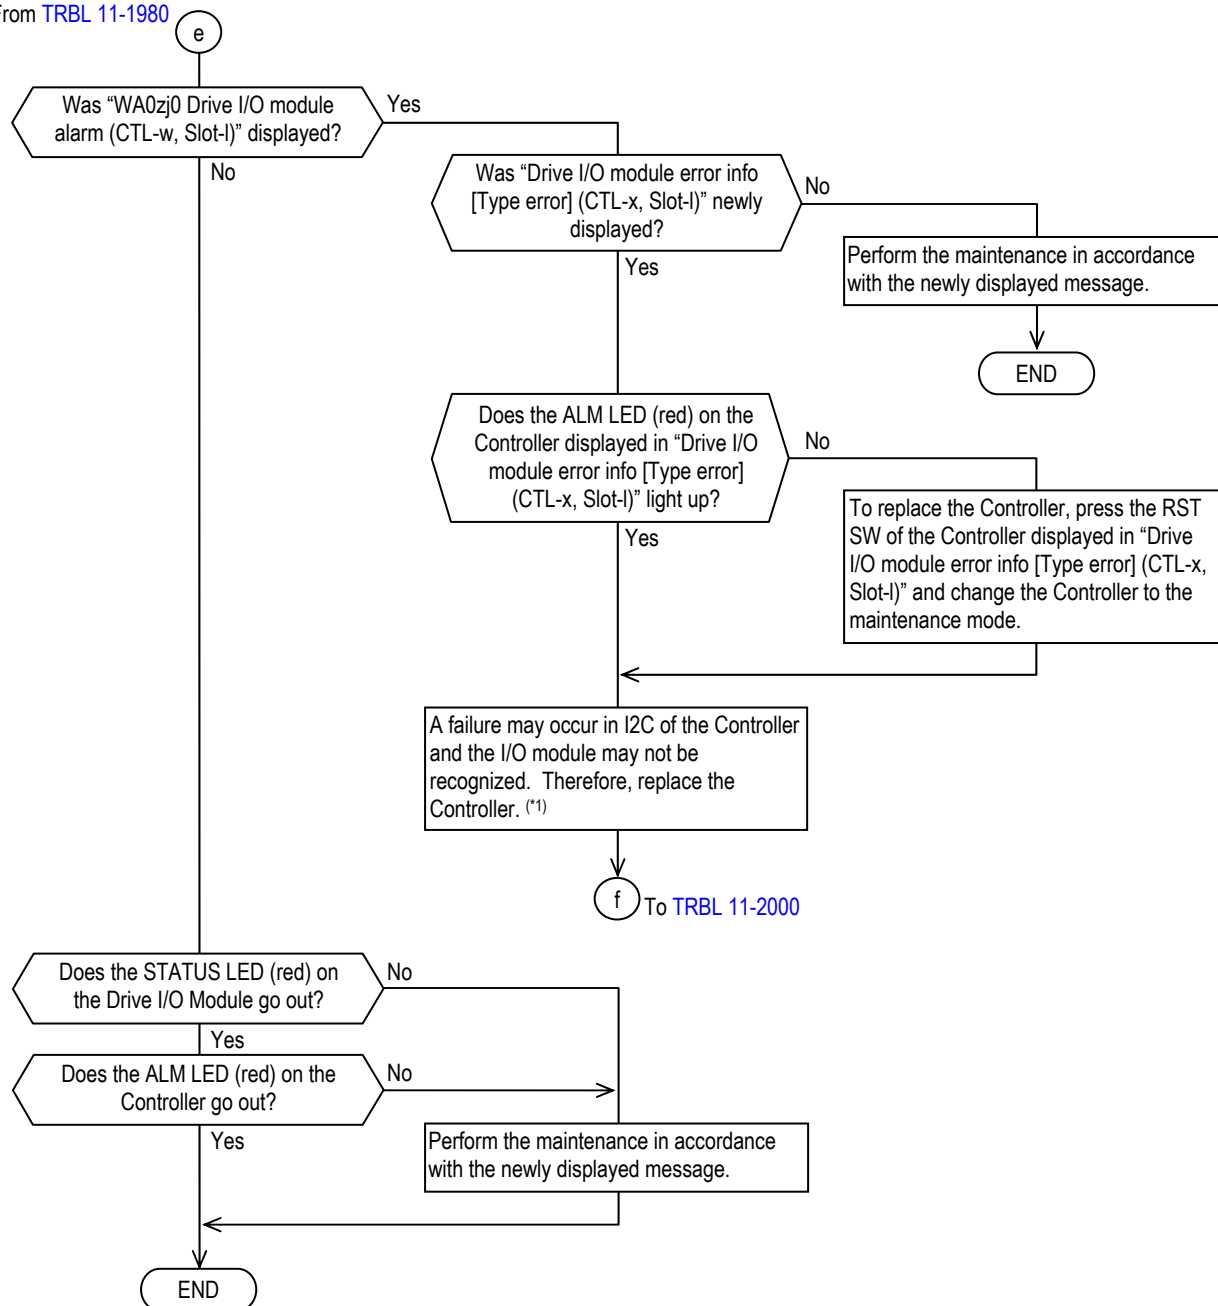 From TRBL 11-1980
e
Was “WA0zj0 Drive I/O module
alarm (CTL-w, Slot-l)” displayed?
Yes
No
Was “Drive I/O module error info
[Type error] (CTL-x, Slot-l)” newly
displayed?
No
Yes
Perform the maintenance in accordance
with the newly displayed message.
END
Does the ALM LED (red) on the
Controller displayed in “Drive I/O
module error info [Type error]
(CTL-x, Slot-l)” light up?
No
Yes
To replace the Controller, press the RST
SW of the Controller displayed in “Drive
I/O module error info [Type error] (CTL-x,
Slot-l)” and change the Controller to the
maintenance mode.
A failure may occur in I2C of the Controller
and the I/O module may not be
recognized.  Therefore, replace the
Controller. (*1)
f
To TRBL 11-2000
Does the STATUS LED (red) on
the Drive I/O Module go out?
No
Yes
Does the ALM LED (red) on the
Controller go out?
No
Yes
Perform the maintenance in accordance
with the newly displayed message.
END